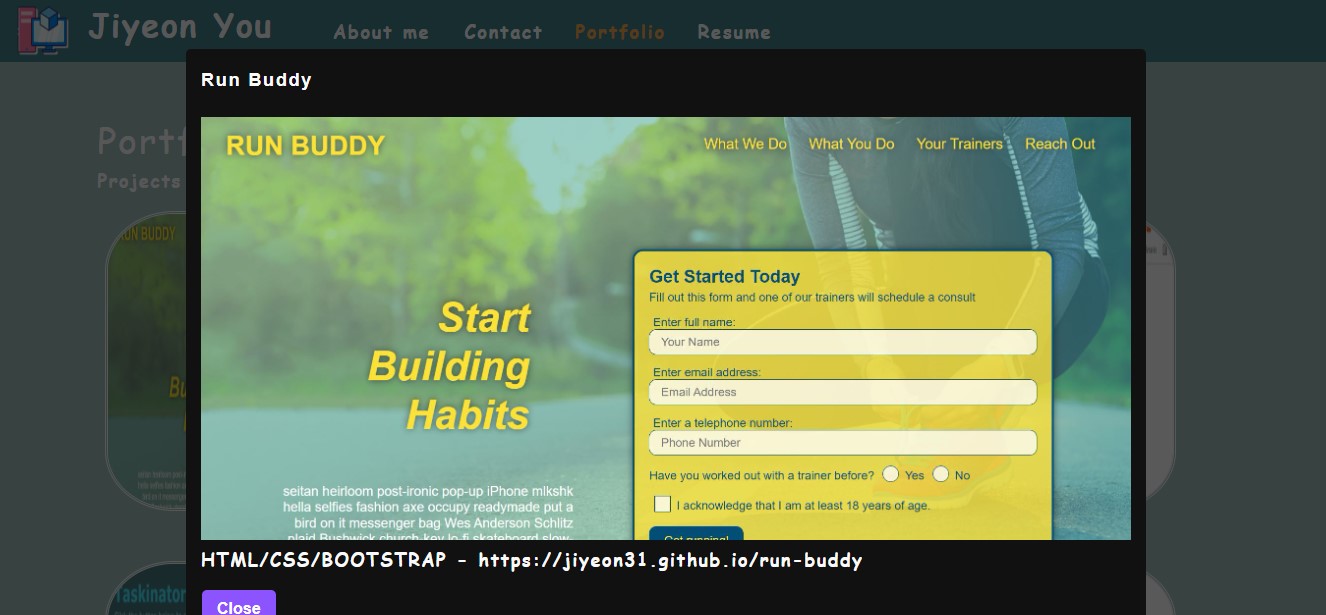 Jiyeon You
About me Contact Portfolio Resume
Run Buddy
Portf
Projects
RUN BUDDY
What We Do What You Do Your Trainers Reach Out
RUN BUDDY
Get Started Today
Fill out this form and one of our trainers will schedule a consult
Start
Building
Habits
Enter full name:
Your Name
Enter email address:
Email Address
Enter a telephone number:
Phone Number
Have you worked out with a trainer before? Yes No
I acknowledge that I am at least 18 years of age.
Get running!
seitan heirloom post-ironic pop-up iPhone mlkshk
hella selfies fashion axe occupy readymade put a
bird on it messenger bag Wes Anderson Schlitz
plaid Bushwick church-key lo-fi skateboard slow-
HTML/CSS/BOOTSTRAP - https://jiyeon31.github.io/run-buddy
Taskinator
Close